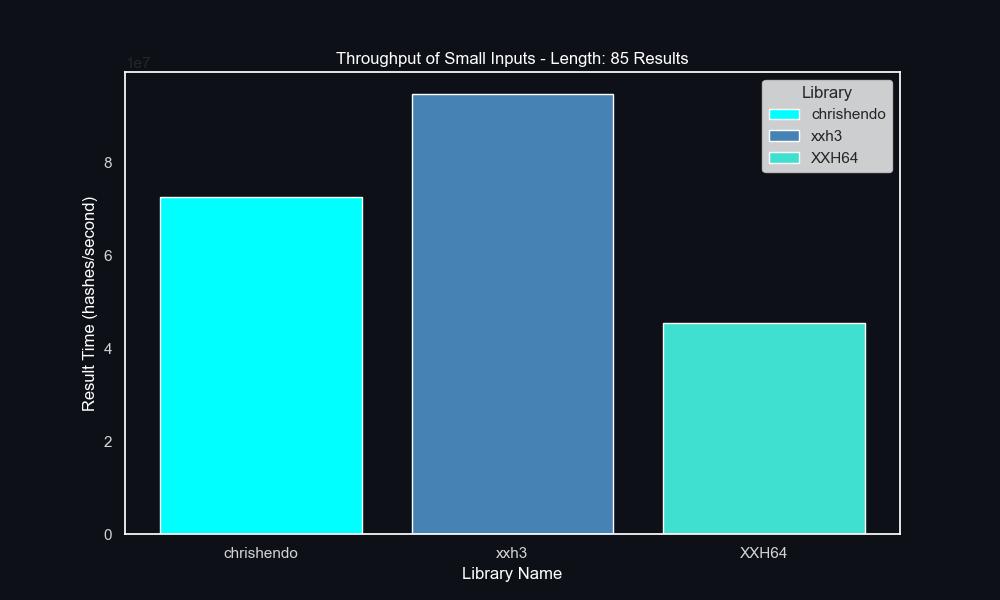 Throughput of Small Inputs - Length: 85 Results
1e7
Library
chrishendo
xxh3
XXH64
8
6
4
2
0
Result Time (hashes/second)
chrishendo
xxh3
XXH64
Library Name